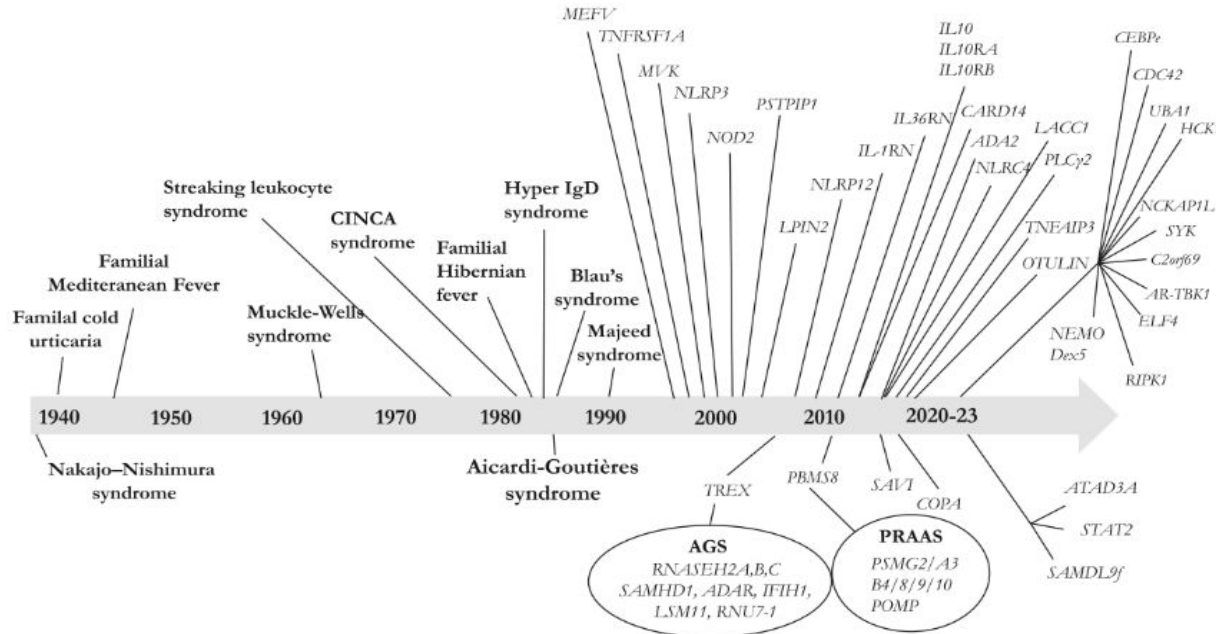 MEFV
TNFRSF1A
MVK
NLRP3
NOD2
PSTPIP1
LPIN2
NLRP12
IL-1RN
IL36RN
IL10
IL10RA
IL10RB
CARD14
ADA2
NLRC4
LACC1
PLCγ2
TNEAIP3
OTULIN
CEBPe
CDC42
UBA1
HCK
NCKAP1L
SYK
C2orf69
AR-TBK1
ELF4
RIPK1
NEMO
Dex5
Streaking leukocyte
syndrome
CINCA
syndrome
Hyper IgD
syndrome
Familial
Hibernian
fever
Blau's
syndrome
Majeed
syndrome
Familial
Mediteranean Fever
Familal cold
urticaria
Muckle-Wells
syndrome
1940
1950
1960
1970
1980
1990
2000
2010
2020-23
Nakajo–Nishimura
syndrome
Aicardi-Goutières
syndrome
TREX
PBMS8
SAVI
COPA
ATAD3A
STAT2
SAMDL9f
AGS
RNASEH2A,B,C
SAMHD1, ADAR, IFIH1,
LSM11, RNU7-1
PRAAS
PSMG2/A3
B4/8/9/10
POMP